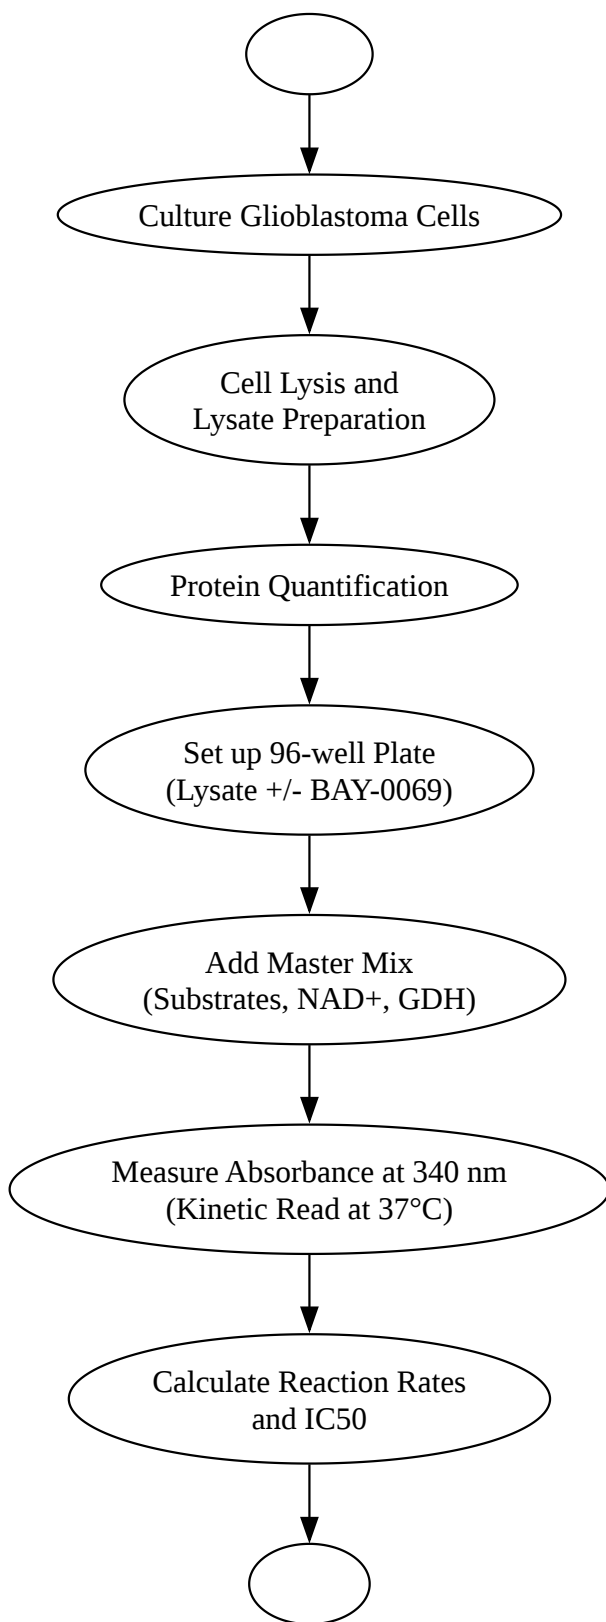 Culture Glioblastoma Cells
Cell Lysis and
Lysate Preparation
Protein Quantification
Set up 96-well Plate
(Lysate +/- BAY-0069)
Add Master Mix
(Substrates, NAD+, GDH)
Measure Absorbance at 340 nm
(Kinetic Read at 37°C)
Calculate Reaction Rates
and IC50